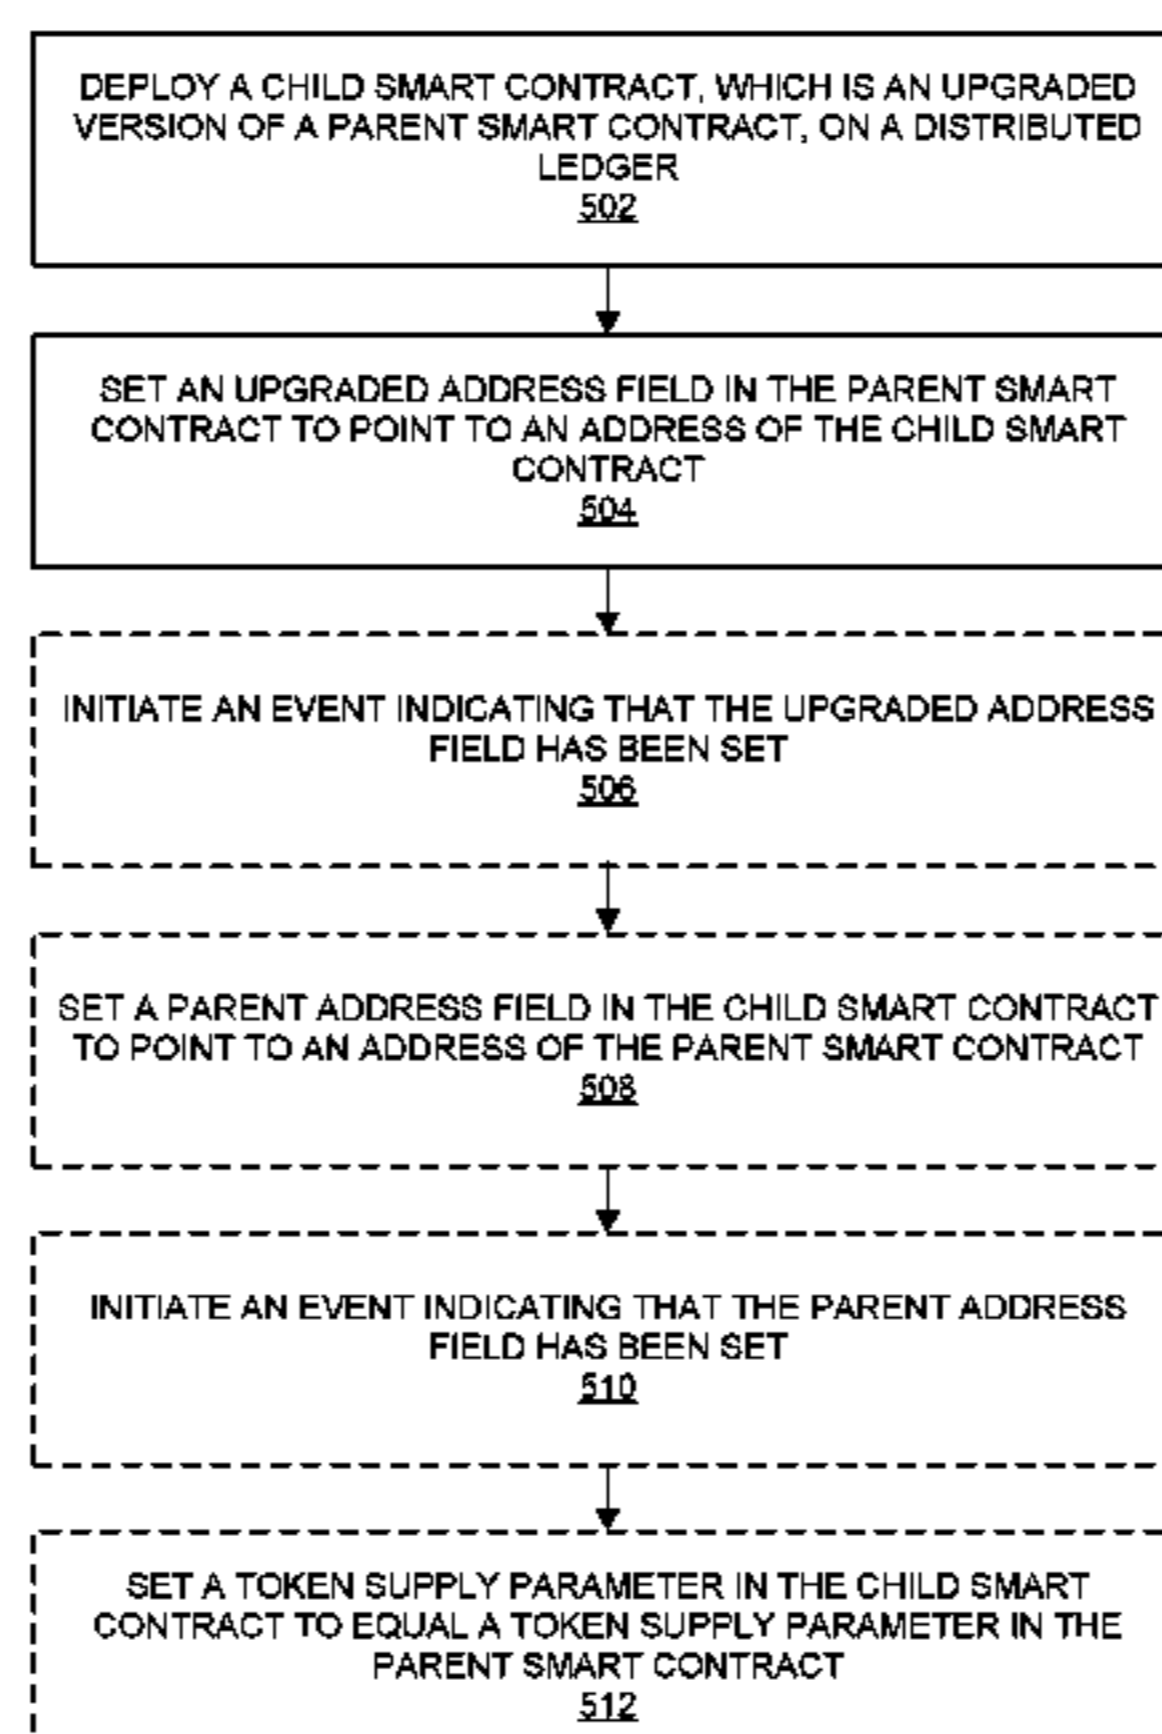 DEPLOY A CHILD SMART CONTRACT, WHICH IS AN UPGRADED
VERSION OF A PARENT SMART CONTRACT, ON A DISTRIBUTED
LEDGER
502
SET AN UPGRADED ADDRESS FIELD IN THE PARENT SMART
CONTRACT TO POINT TO AN ADDRESS OF THE CHILD SMART
CONTRACT
504
INITIATE AN EVENT INDICATING THAT THE UPGRADED ADDRESS
FIELD HAS BEEN SET
506
SET A PARENT ADDRESS FIELD IN THE CHILD SMART CONTRACT
TO POINT TO AN ADDRESS OF THE PARENT SMART CONTRACT
508
INITIATE AN EVENT INDICATING THAT THE PARENT ADDRESS
FIELD HAS BEEN SET
510
SET A TOKEN SUPPLY PARAMETER IN THE CHILD SMART
CONTRACT TO EQUAL A TOKEN SUPPLY PARAMETER IN THE
PARENT SMART CONTRACT
512